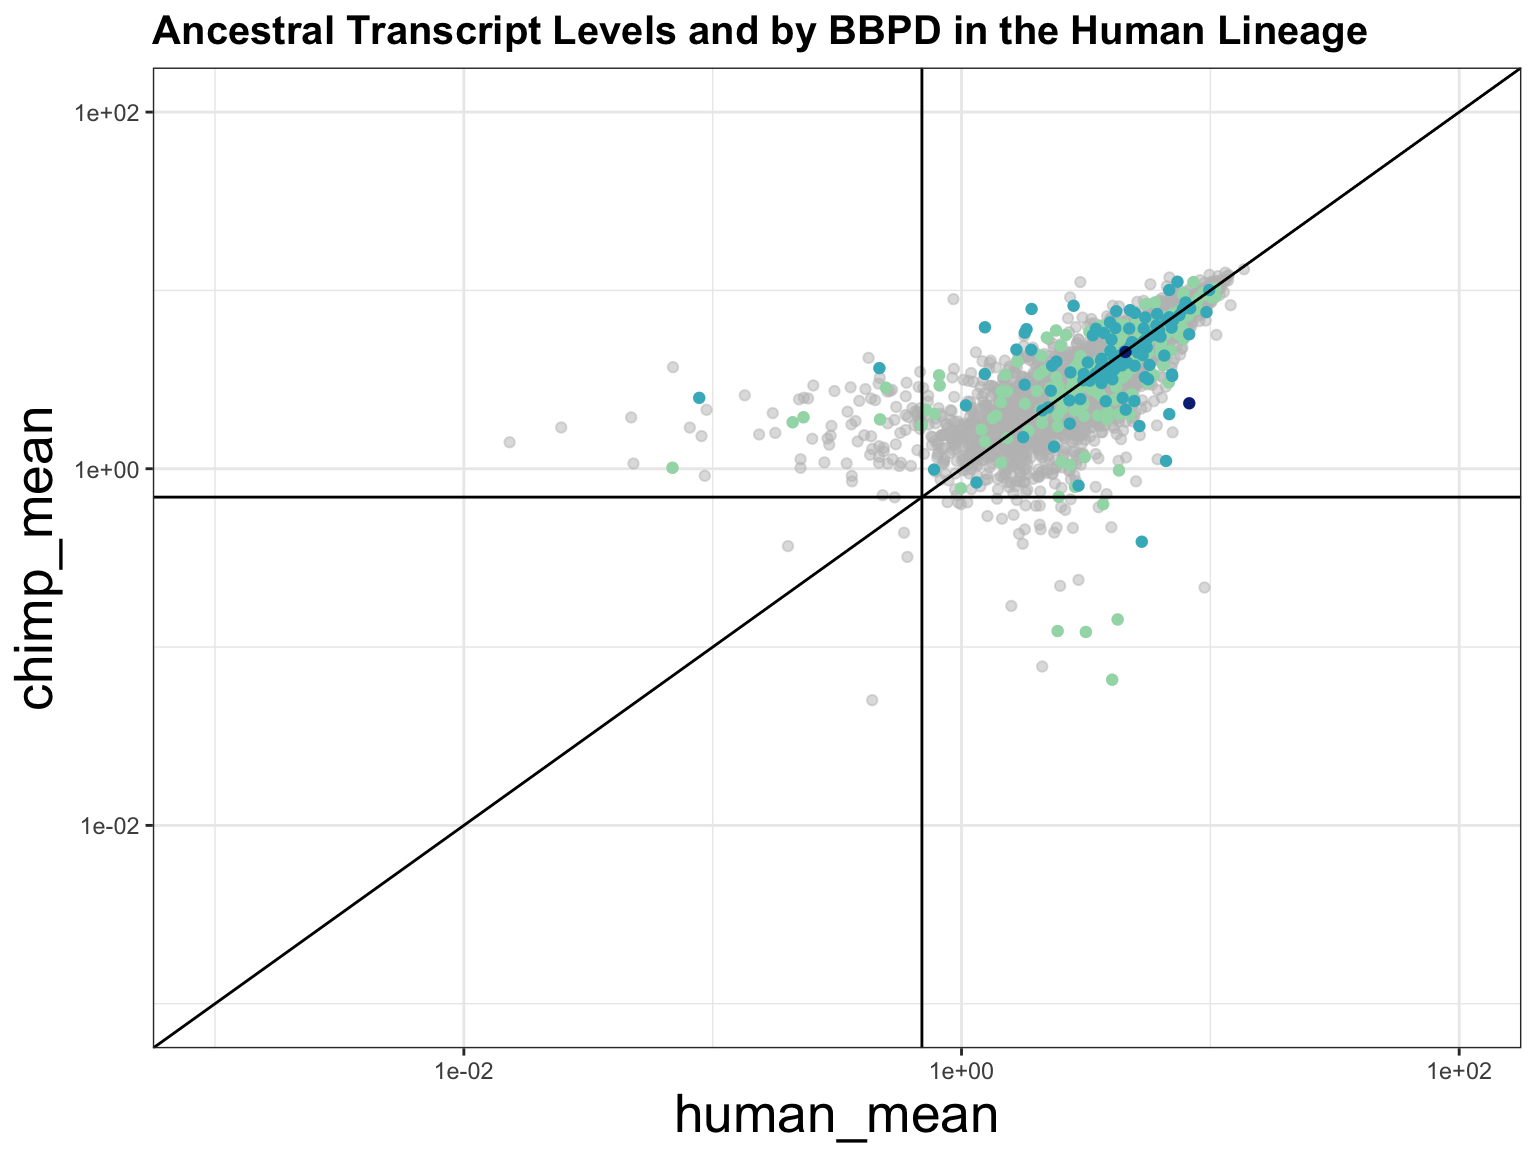 Ancestral Transcript Levels and by BBPD in the Human Lineage
1e+02
1e+00
1e-02
chimp_mean
1e-02
1e+00
1e+02
human_mean